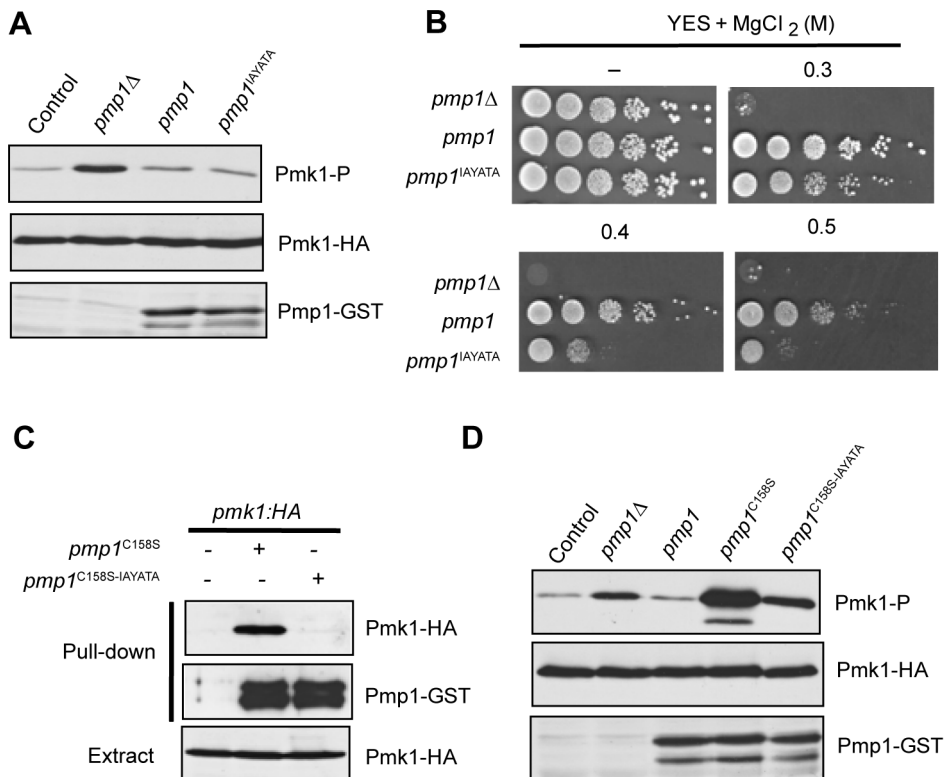 A
Control
pmp1Δ
pmp1
pmp1IAYATA
Pmk1-P
Pmk1-HA
Pmp1-GST
B
YES + MgCl 2 (M)
–
0.3
pmp1Δ
pmp1
pmp1IAYATA
0.4
0.5
pmp1Δ
pmp1
pmp1IAYATA
C
pmk1:HA
pmp1C158S - + -
pmp1C158S-IAYATA - - +
Pull-down
Pmk1-HA
Pmp1-GST
Extract
Pmk1-HA
D
Control
pmp1Δ
pmp1
pmp1C158S
pmp1C158S-IAYATA
Pmk1-P
Pmk1-HA
Pmp1-GST